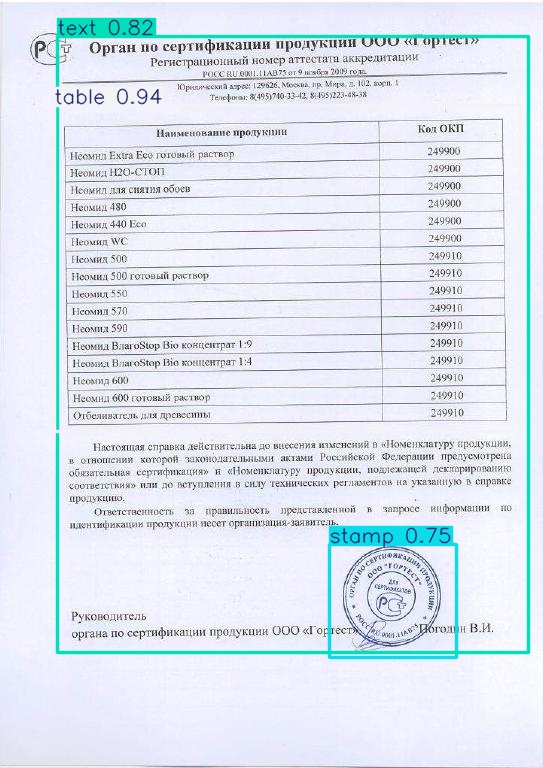 text 0.82
Орган по сертификации продукции ООО «Гортест»
Регистрационный номер аттестата аккредитации
РОСС RU.0001.11АВ75 от 9 ноября 2009 года.
table 0.94
Юридический адрес: 129626, Москва, пр. Мира, д. 102, корп. 1
Телефоны: 8(495)740-33-42, 8(495)223-48-38
Наименование продукции Код ОКП
Неомид Extra Eco готовый раствор 249900
Неомид H2O-СТОП 249900
Неомид для снятия обоев 249900
Неомид 480 249900
Неомид 440 Eco 249900
Неомид WC 249900
Неомид 500 249910
Неомид 500 готовый раствор 249910
Неомид 550 249910
Неомид 570 249910
Неомид 590 249910
Неомид ВлагоStop Bio концентрат 1:9 249910
Неомид ВлагоStop Bio концентрат 1:4 249910
Неомид 600 249910
Неомид 600 готовый раствор 249910
Отбеливатель для древесины 249910
Настоящая справка действительна до внесения изменений в «Номенклатуру продукции,
в отношении которой законодательными актами Российской Федерации предусмотрена
обязательная сертификация» и «Номенклатуру продукции, подлежащей декларированию
соответствия» или до вступления в силу технических регламентов на указанную в справке
продукцию.
Ответственность за правильность представленной в запросе информации по
идентификации продукции несет организация-заявитель.
stamp 0.75
ОРГАН ПО СЕРТИФИКАЦИИ ПРОДУКЦИИ
ООО "ГОРТЕСТ"
ДЛЯ
СЕРТИФИКАТОВ
РОСС RU.0001.11АВ75
Руководитель
органа по сертификации продукции ООО «Гортест» Погодин В.И.